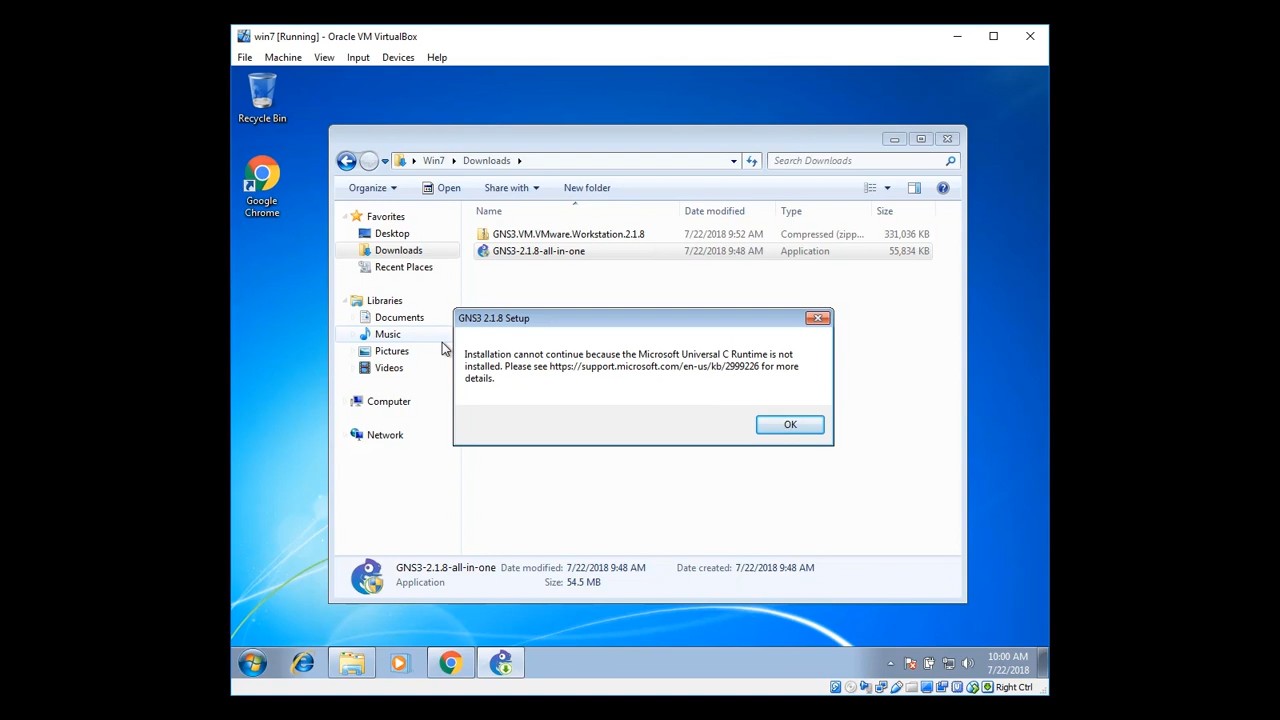 win7 [Running] - Oracle VM VirtualBox
File Machine View Input Devices Help
Recycle Bin
Google
Chrome
Win7 Downloads
Search Downloads
Organize Open Share with New folder
Name Date modified Type Size
Favorites
Desktop
Downloads
Recent Places
Libraries
Documents
Music
Pictures
Videos
Computer
Network
GNS3.VM.VMware.Workstation.2.1.8 7/22/2018 9:52 AM Compressed (zipp... 331,036 KB
GNS3-2.1.8-all-in-one 7/22/2018 9:48 AM Application 55,834 KB
GNS3 2.1.8 Setup
Installation cannot continue because the Microsoft Universal C Runtime is not
installed. Please see https://support.microsoft.com/en-us/kb/2999226 for more
details.
OK
GNS3-2.1.8-all-in-one Date modified: 7/22/2018 9:48 AM Date created: 7/22/2018 9:48 AM
Application Size: 54.5 MB
10:00 AM
7/22/2018
Right Ctrl